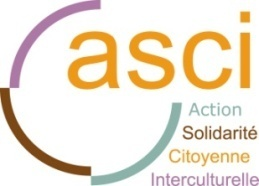 asci
Action
Solidarité
Citoyenne
Interculturelle